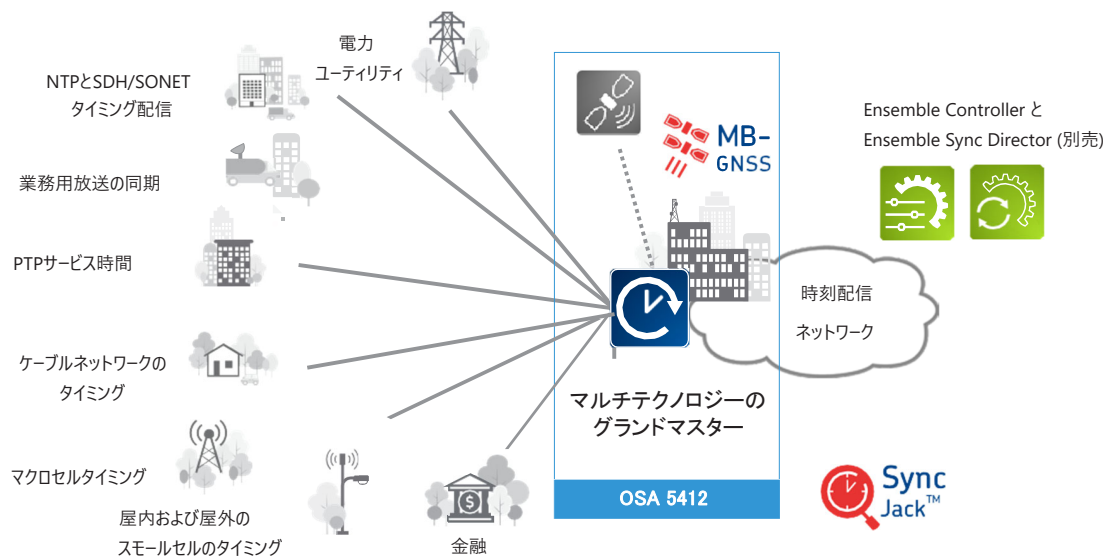 電力
ユーティリティ
NTPとSDH/SONET
タイミング配信
業務用放送の同期
PTPサービス時間
ケーブルネットワークの
タイミング
マクロセルタイミング
屋内および屋外の
スモールセルのタイミング
金融
MB-
GNSS
マルチテクノロジーの
グランドマスター
OSA 5412
Ensemble Controller と
Ensemble Sync Director (別売)
時刻配信
ネットワーク
Sync
Jack™